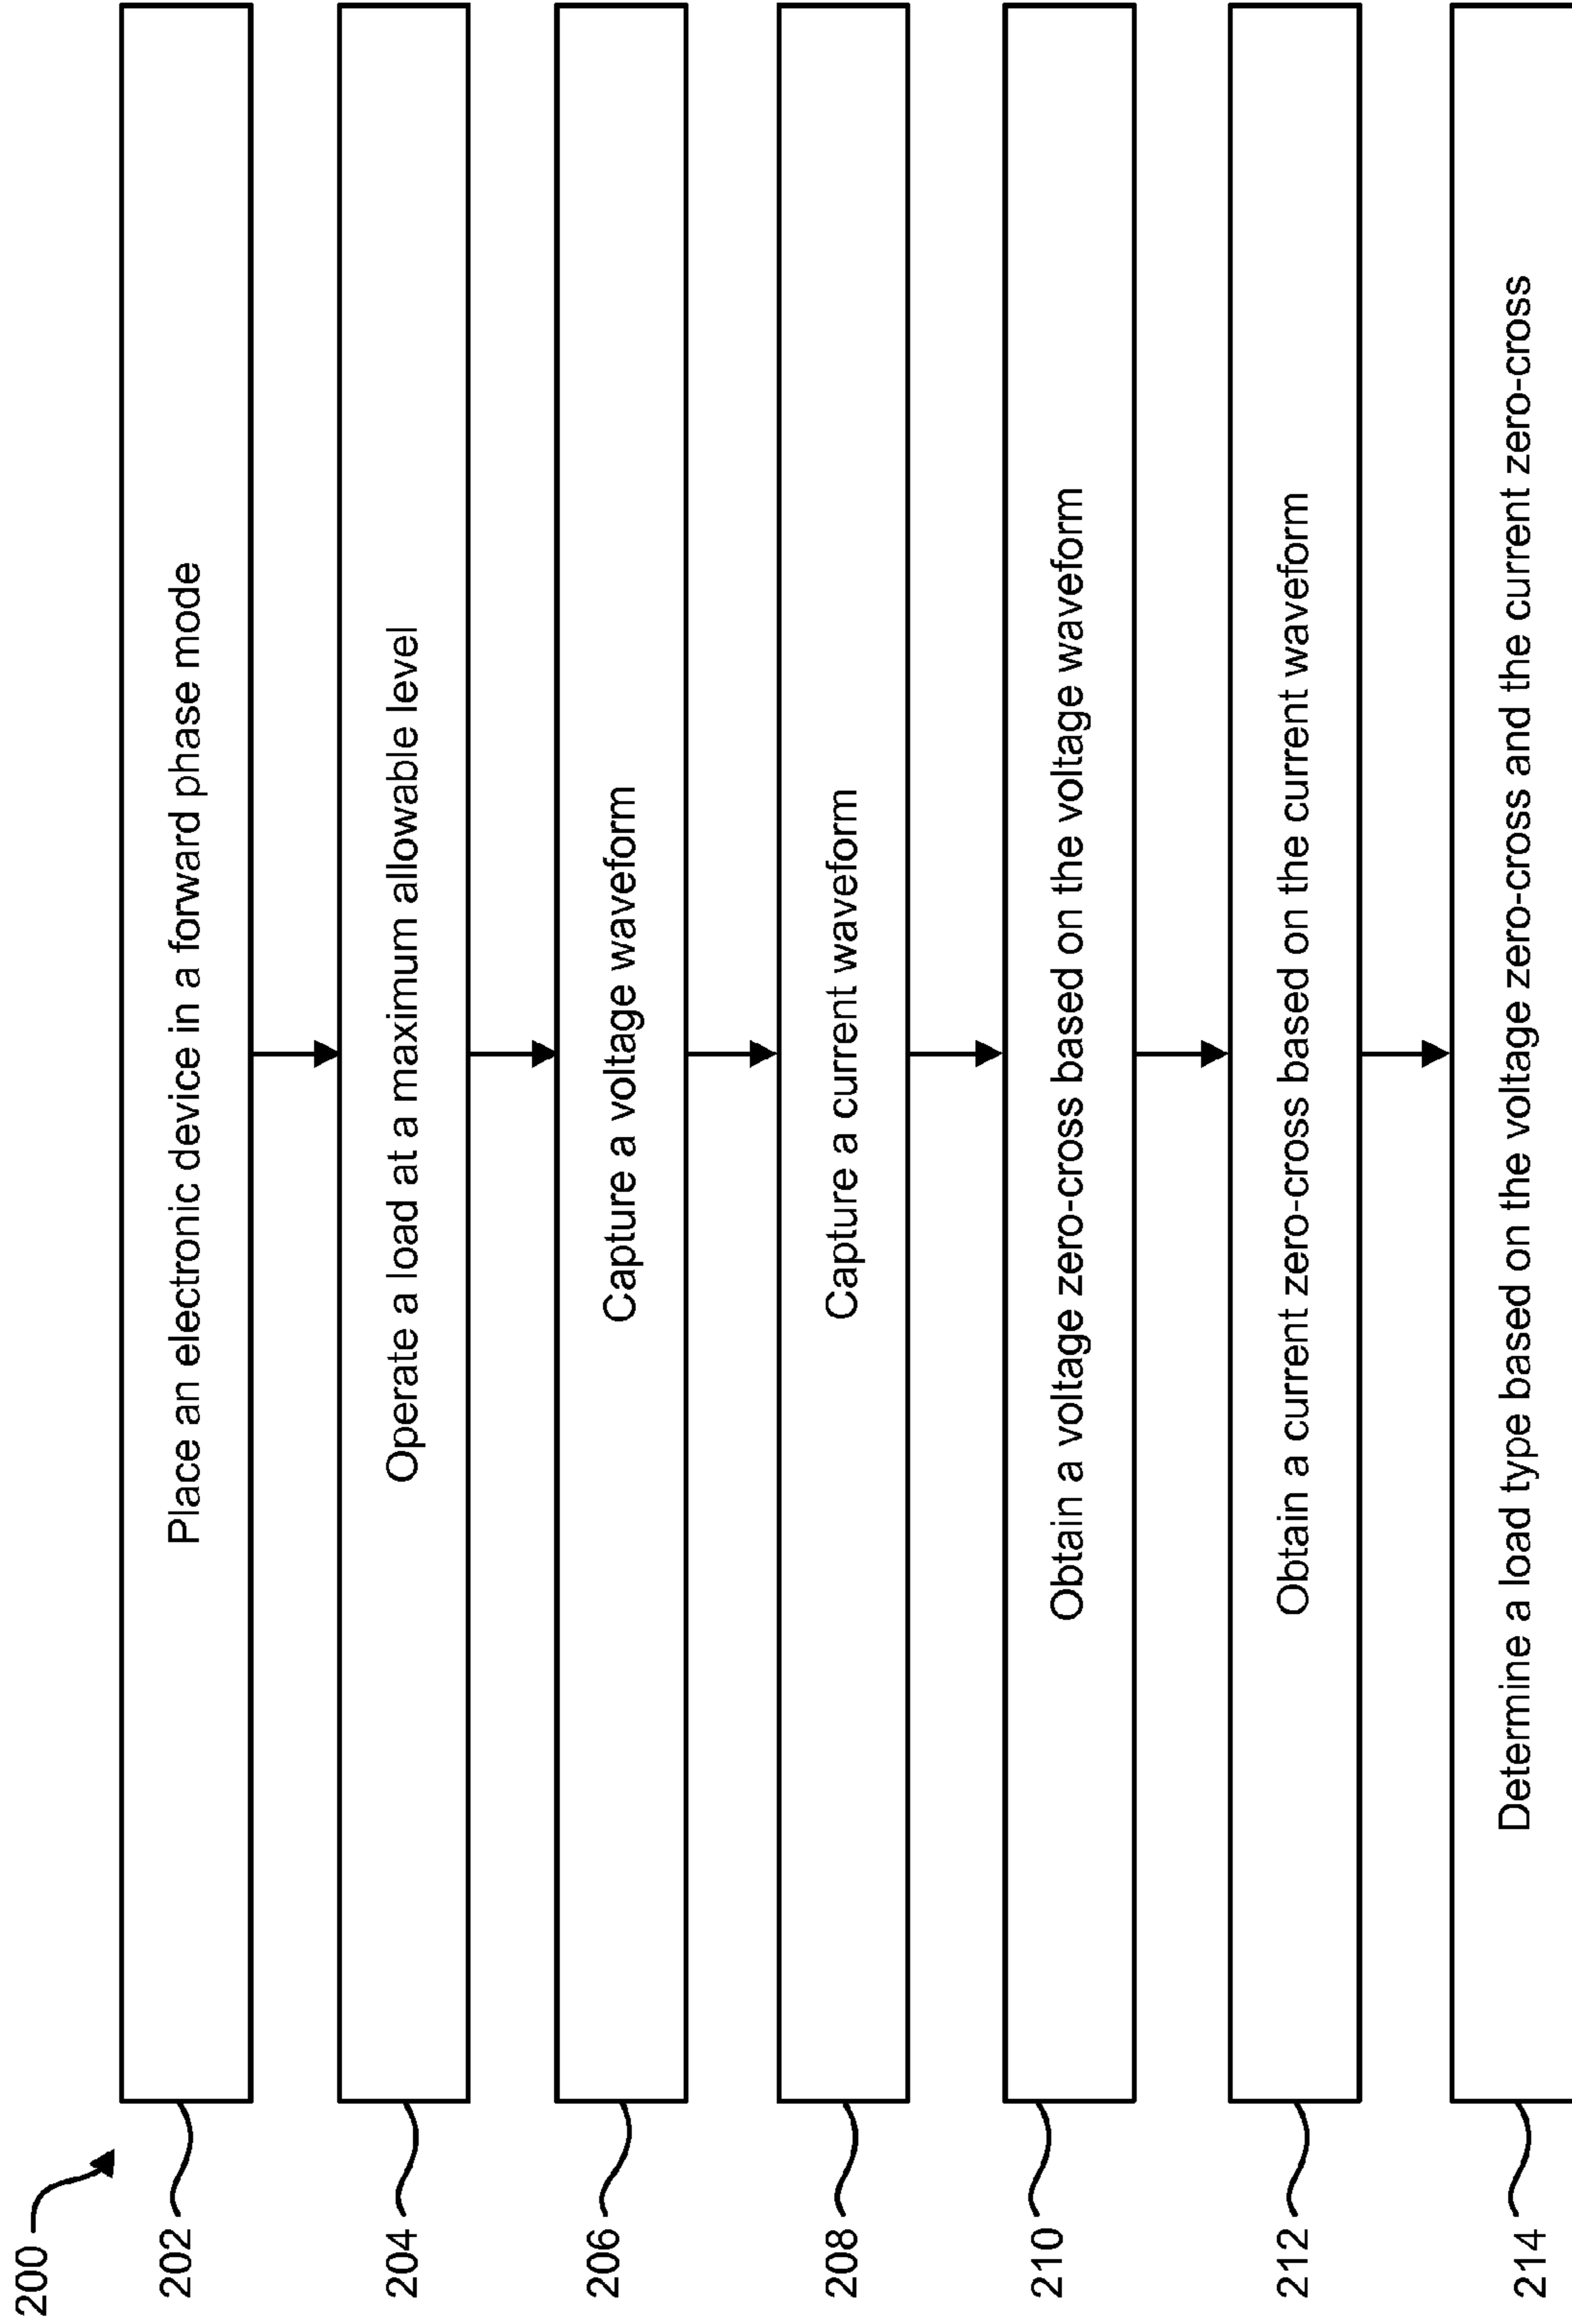 200
202
Place an electronic device in a forward phase mode
204
Operate a load at a maximum allowable level
206
Capture a voltage waveform
208
Capture a current waveform
210
Obtain a voltage zero-cross based on the voltage waveform
212
Obtain a current zero-cross based on the current waveform
214
Determine a load type based on the voltage zero-cross and the current zero-cross